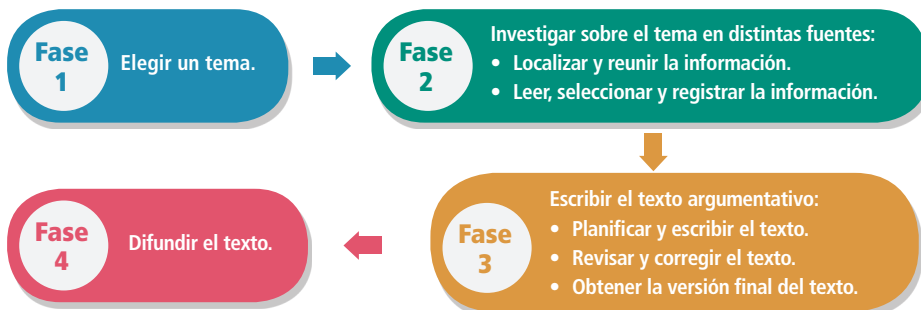 Fase
1
Elegir un tema.
Fase
2
Investigar sobre el tema en distintas fuentes:
• Localizar y reunir la información.
• Leer, seleccionar y registrar la información.
Fase
3
Escribir el texto argumentativo:
• Planificar y escribir el texto.
• Revisar y corregir el texto.
• Obtener la versión final del texto.
Fase
4
Difundir el texto.